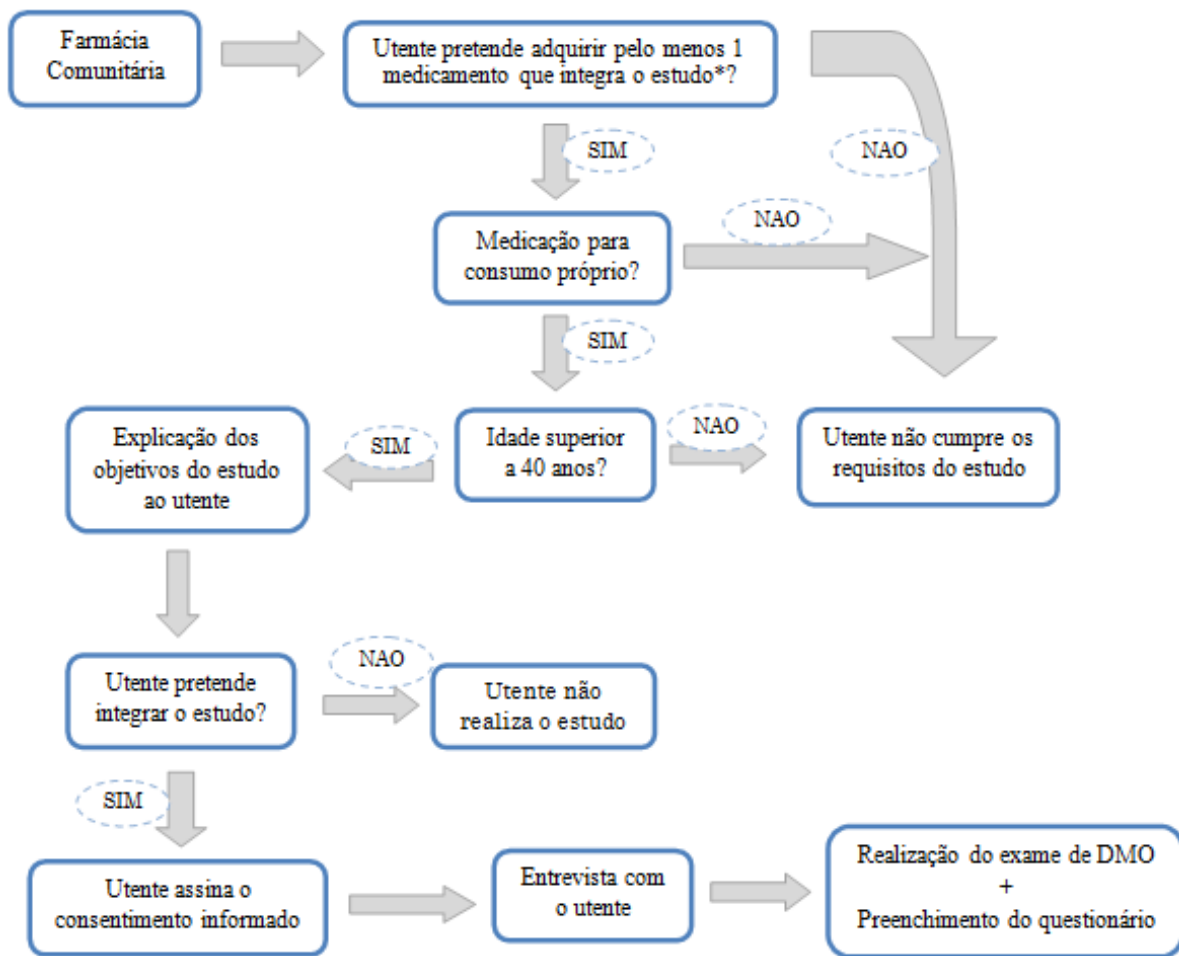 Farmácia
Comunitária
Utente pretende adquirir pelo menos 1
medicamento que integra o estudo*?
SIM
NAO
Medicação para
consumo próprio?
NAO
SIM
Explicação dos
objetivos do estudo
ao utente
SIM
Idade superior
a 40 anos?
NAO
Utente não cumpre os
requisitos do estudo
Utente pretende
integrar o estudo?
NAO
Utente não
realiza o estudo
SIM
Utente assina o
consentimento informado
Entrevista com
o utente
Realização do exame de DMO
+
Preenchimento do questionário